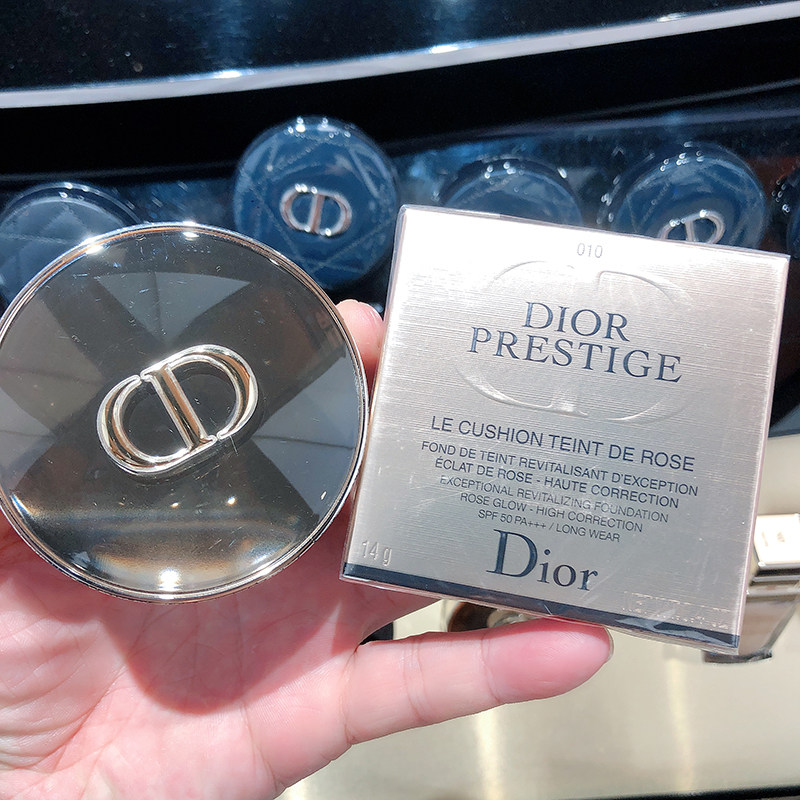 010
DIOR
PRESTIGE
LE CUSHION TEINT DE ROSE
FOND DE TEINT REVITALISANT D'EXCEPTION
ÉCLAT DE ROSE - HAUTE CORRECTION
EXCEPTIONAL REVITALIZING FOUNDATION
ROSE GLOW - HIGH CORRECTION
SPF 50 PA+++ / LONG WEAR
14 g
Dior